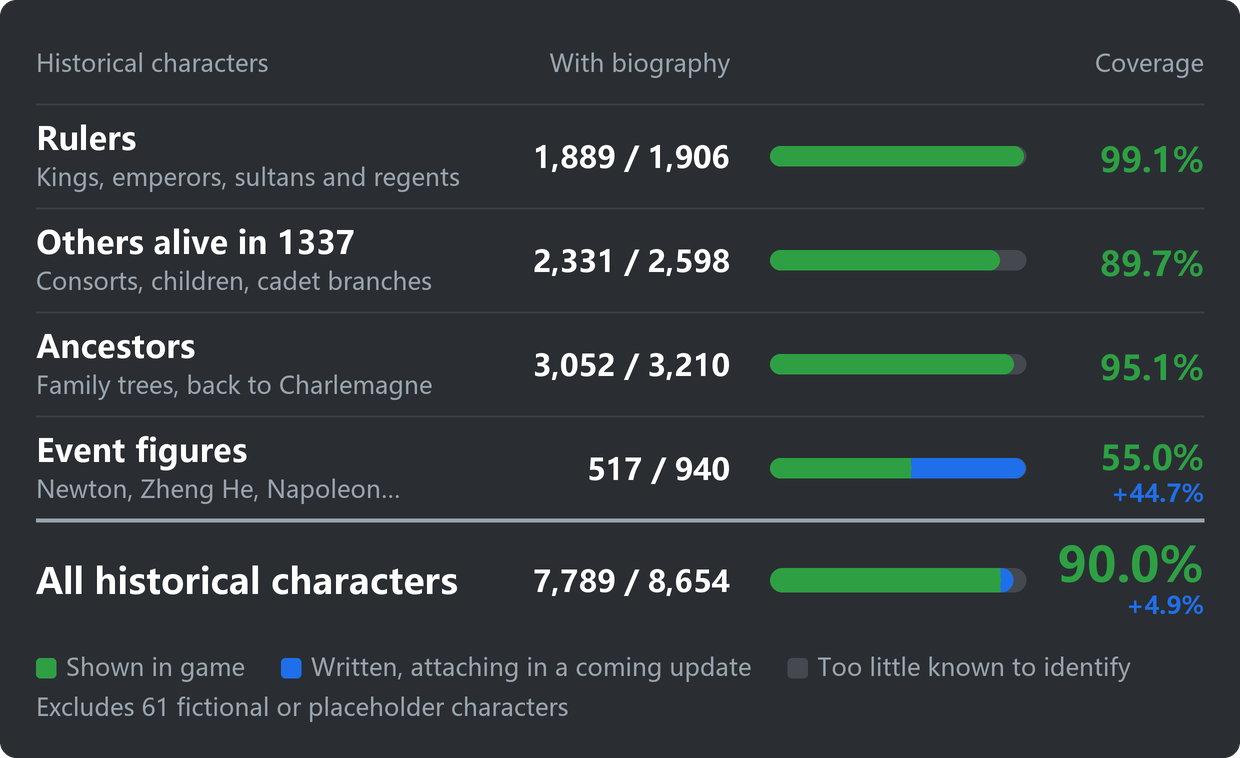 Historical characters With biography Coverage
Rulers
Kings, emperors, sultans and regents
1,889 / 1,906
99.1%
Others alive in 1337
Consorts, children, cadet branches
2,331 / 2,598
89.7%
Ancestors
Family trees, back to Charlemagne
3,052 / 3,210
95.1%
Event figures
Newton, Zheng He, Napoleon...
517 / 940
55.0%
+44.7%
All historical characters
7,789 / 8,654
90.0%
+4.9%
Shown in game Written, attaching in a coming update Too little known to identify
Excludes 61 fictional or placeholder characters